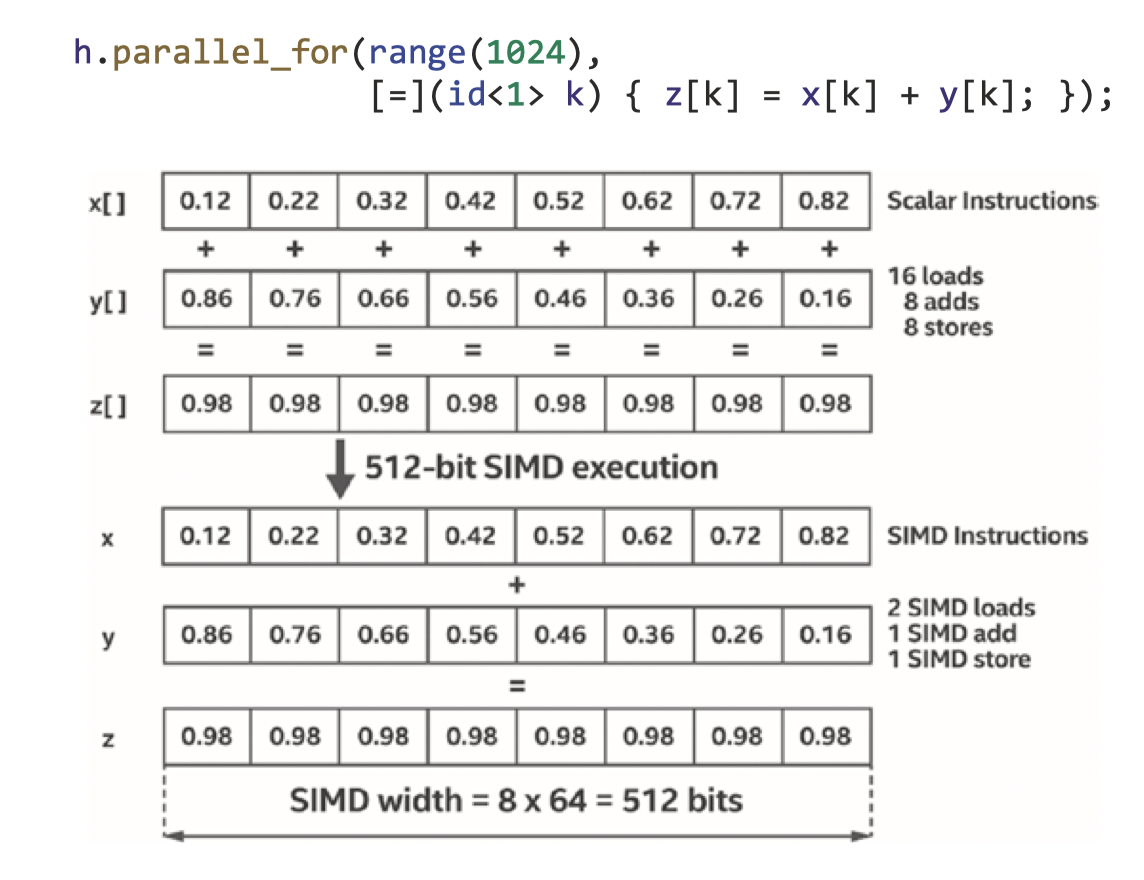 h.parallel_for(range(1024),
[=](id<1> k) { z[k] = x[k] + y[k]; });
x[] 0.12 0.22 0.32 0.42 0.52 0.62 0.72 0.82 Scalar Instructions
+ + + + + + + +
y[] 0.86 0.76 0.66 0.56 0.46 0.36 0.26 0.16
16 loads
8 adds
8 stores
= = = = = = = =
z[] 0.98 0.98 0.98 0.98 0.98 0.98 0.98 0.98
512-bit SIMD execution
x 0.12 0.22 0.32 0.42 0.52 0.62 0.72 0.82 SIMD Instructions
+
y 0.86 0.76 0.66 0.56 0.46 0.36 0.26 0.16
2 SIMD loads
1 SIMD add
1 SIMD store
=
z 0.98 0.98 0.98 0.98 0.98 0.98 0.98 0.98
SIMD width = 8 x 64 = 512 bits